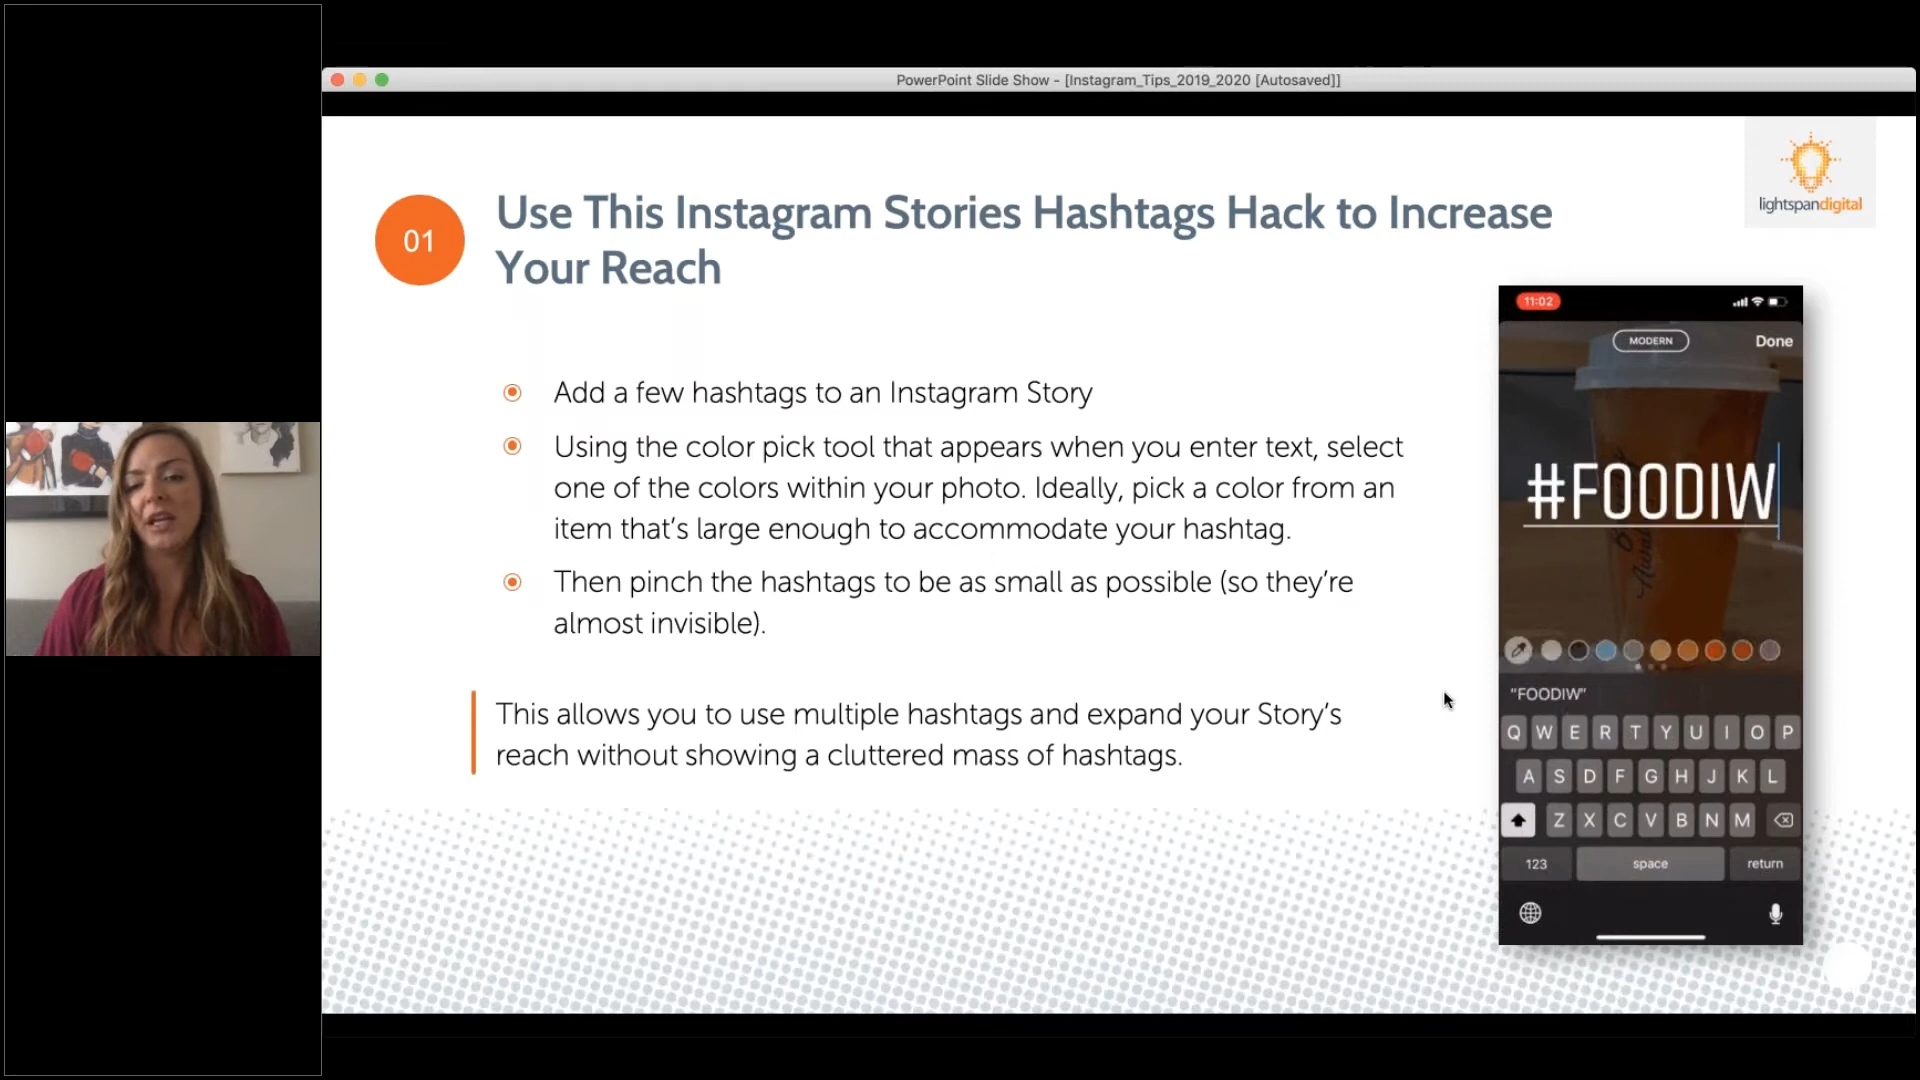 PowerPoint Slide Show - [Instagram_Tips_2019_2020 [Autosaved]]
lightspandigital
01
Use This Instagram Stories Hashtags Hack to Increase
Your Reach
Add a few hashtags to an Instagram Story
Using the color pick tool that appears when you enter text, select
one of the colors within your photo. Ideally, pick a color from an
item that's large enough to accommodate your hashtag.
Then pinch the hashtags to be as small as possible (so they're
almost invisible).
This allows you to use multiple hashtags and expand your Story's
reach without showing a cluttered mass of hashtags.
11:02
MODERN
Done
#FOODIW
"FOODIW"
Q W E R T Y U I O P
A S D F G H J K L
Z X C V B N M
123 space return